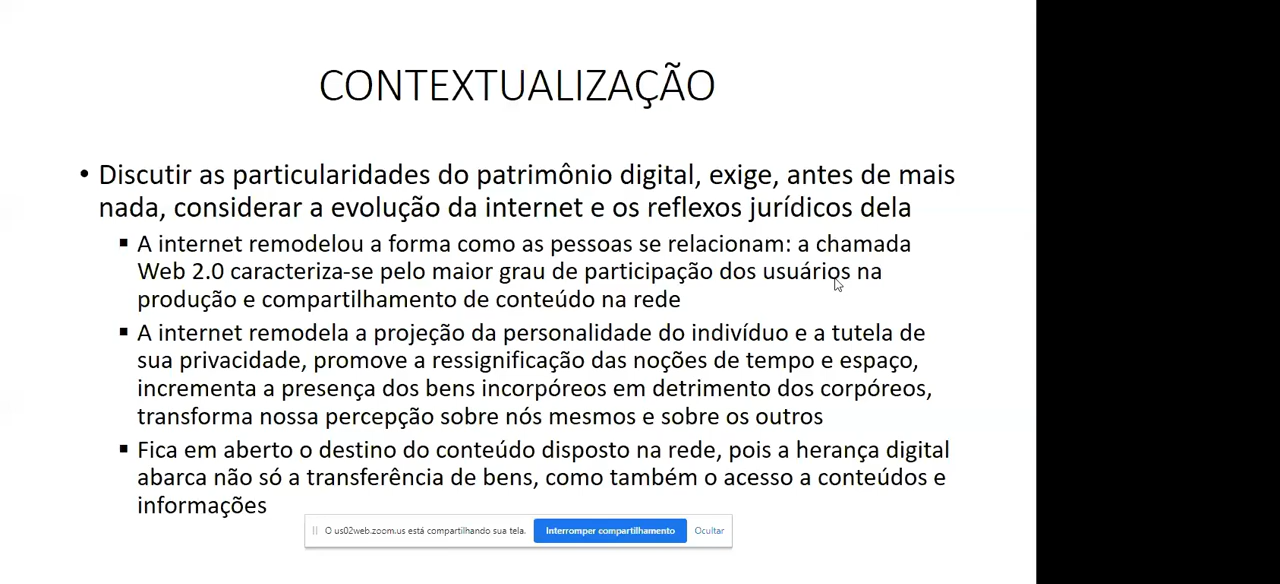 CONTEXTUALIZAÇÃO
• Discutir as particularidades do patrimônio digital, exige, antes de mais
nada, considerar a evolução da internet e os reflexos jurídicos dela
▪ A internet remodelou a forma como as pessoas se relacionam: a chamada
Web 2.0 caracteriza-se pelo maior grau de participação dos usuários na
produção e compartilhamento de conteúdo na rede
▪ A internet remodela a projeção da personalidade do indivíduo e a tutela de
sua privacidade, promove a ressignificação das noções de tempo e espaço,
incrementa a presença dos bens incorpóreos em detrimento dos corpóreos,
transforma nossa percepção sobre nós mesmos e sobre os outros
▪ Fica em aberto o destino do conteúdo disposto na rede, pois a herança digital
abarca não só a transferência de bens, como também o acesso a conteúdos e
informações
O us02web.zoom.us está compartilhando sua tela. Interromper compartilhamento Ocultar